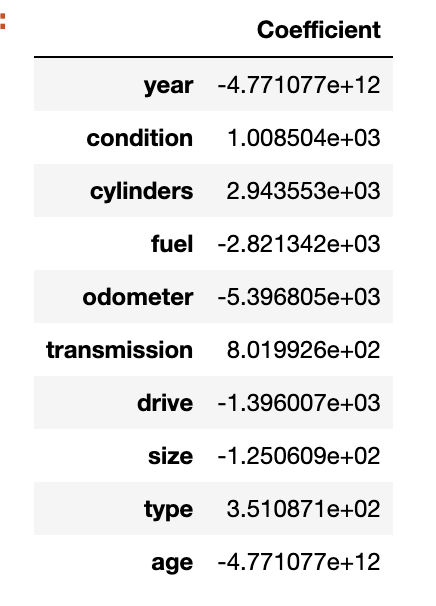 :
Coefficient
year -4.771077e+12
condition 1.008504e+03
cylinders 2.943553e+03
fuel -2.821342e+03
odometer -5.396805e+03
transmission 8.019926e+02
drive -1.396007e+03
size -1.250609e+02
type 3.510871e+02
age -4.771077e+12